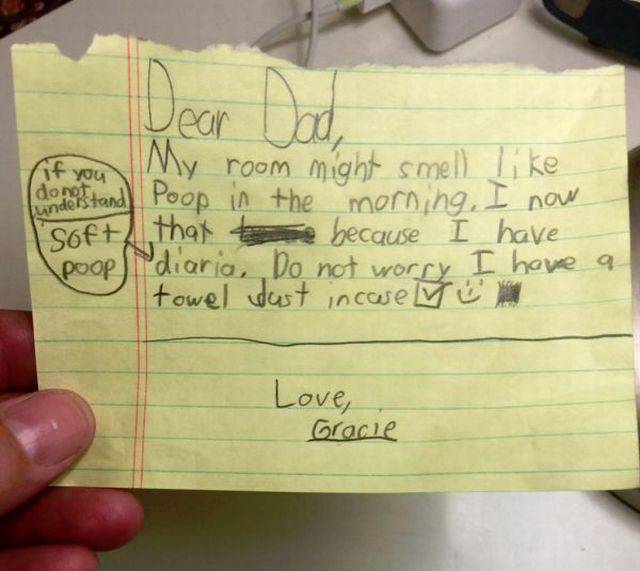 Dear Dad,
My room might smell like
Poop in the morning. I now
that because I have
diaria. Do not worry I have a
towel Just incase
if you
do not
understand
soft
poop
Love,
Gracie